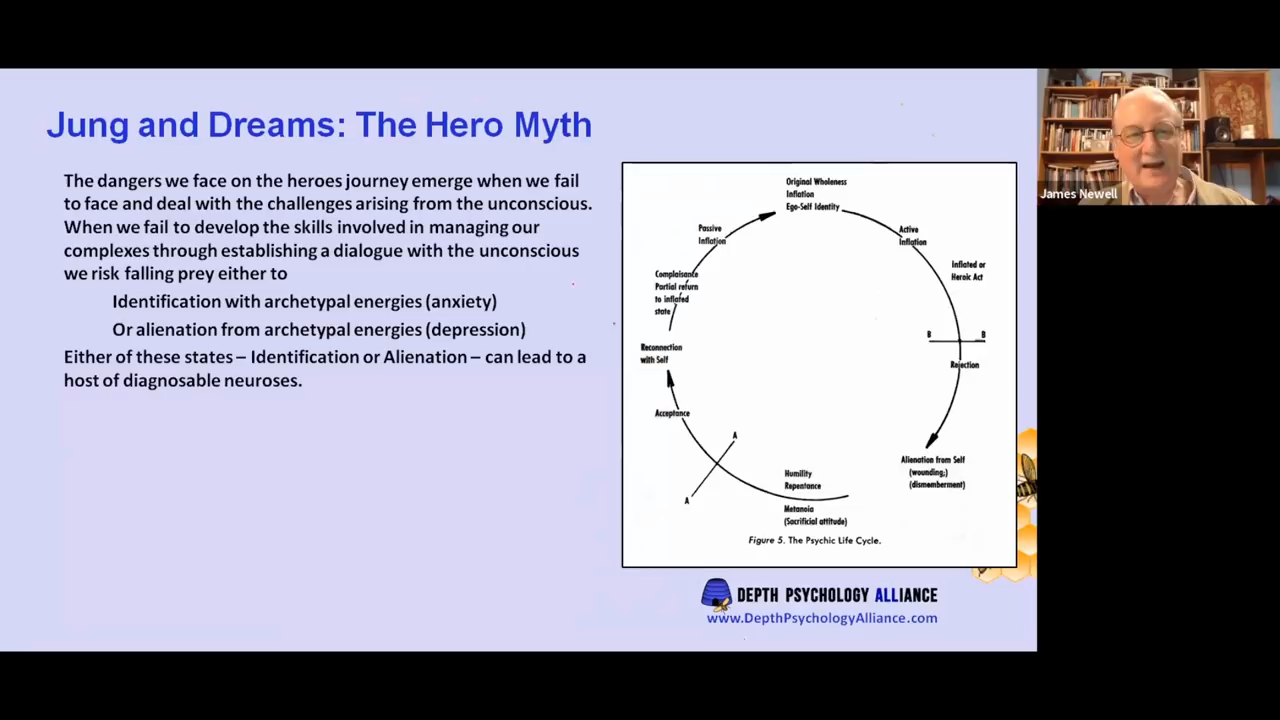 Jung and Dreams: The Hero Myth
The dangers we face on the heroes journey emerge when we fail
to face and deal with the challenges arising from the unconscious.
When we fail to develop the skills involved in managing our
complexes through establishing a dialogue with the unconscious
we risk falling prey either to
Identification with archetypal energies (anxiety)
Or alienation from archetypal energies (depression)
Either of these states – Identification or Alienation – can lead to a
host of diagnosable neuroses.
Original Wholeness
Inflation
Ego-Self Identity
Passive
Inflation
Active
Inflation
Inflated or
Heroic Act
Complaisance
Partial return
to inflated
state
B B
Reconnection
with Self
Rejection
Acceptance
A
A
Alienation from Self
(wounding;)
(dismemberment)
Humility
Repentance
Metanoia
(Sacrificial attitude)
Figure 5. The Psychic Life Cycle.
DEPTH PSYCHOLOGY ALLIANCE
www.DepthPsychologyAlliance.com
James Newell